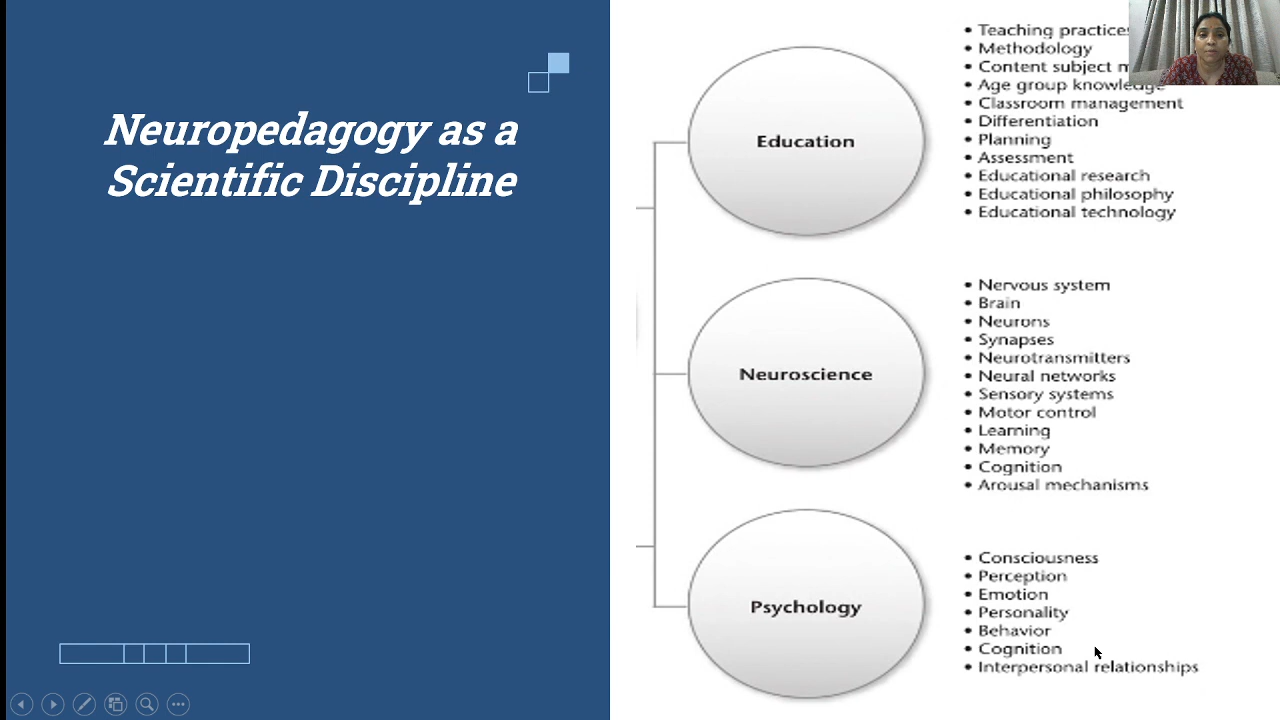 Neuropedagogy as a
Scientific Discipline
Education
• Teaching practices
• Methodology
• Content subject
• Age group knowledge
• Classroom management
• Differentiation
• Planning
• Assessment
• Educational research
• Educational philosophy
• Educational technology
Neuroscience
• Nervous system
• Brain
• Neurons
• Synapses
• Neurotransmitters
• Neural networks
• Sensory systems
• Motor control
• Learning
• Memory
• Cognition
• Arousal mechanisms
Psychology
• Consciousness
• Perception
• Emotion
• Personality
• Behavior
• Cognition
• Interpersonal relationships